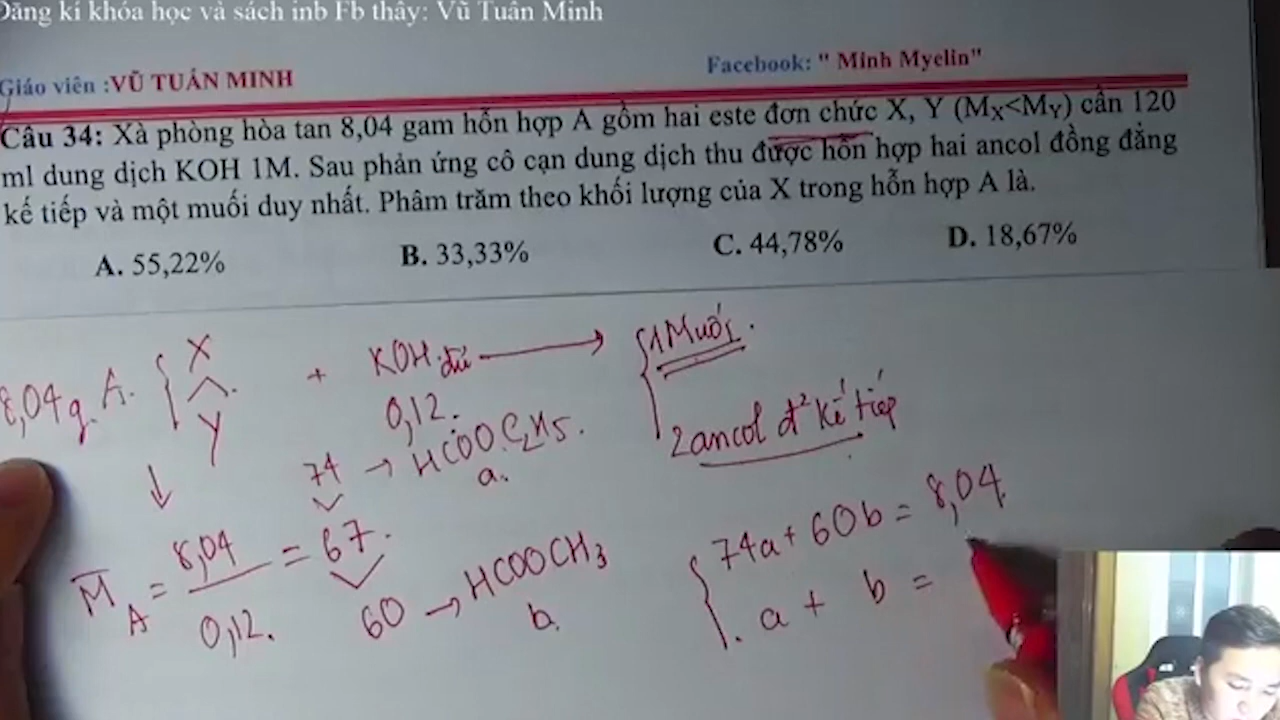 Đăng kí khóa học và sách inb Fb thầy: Vũ Tuấn Minh
Giáo viên :VŨ TUẤN MINH
Facebook: " Minh Myelin"
Câu 34: Xà phòng hòa tan 8,04 gam hỗn hợp A gồm hai este đơn chức X, Y (MX<MY) cần 120
ml dung dịch KOH 1M. Sau phản ứng cô cạn dung dịch thu được hỗn hợp hai ancol đồng đẳng
kế tiếp và một muối duy nhất. Phâm trăm theo khối lượng của X trong hỗn hợp A là.
A. 55,22% B. 33,33% C. 44,78% D. 18,67%
8,04g A. { X Y + KOH đủ → { 1 Muối.
0,12.
2 ancol đ² kế tiếp
74 → HCOOC2H5.
a.
M̅A = 8,04 / 0,12. = 67.
60 → HCOOCH3
b.
74a + 60b = 8,04
a + b =